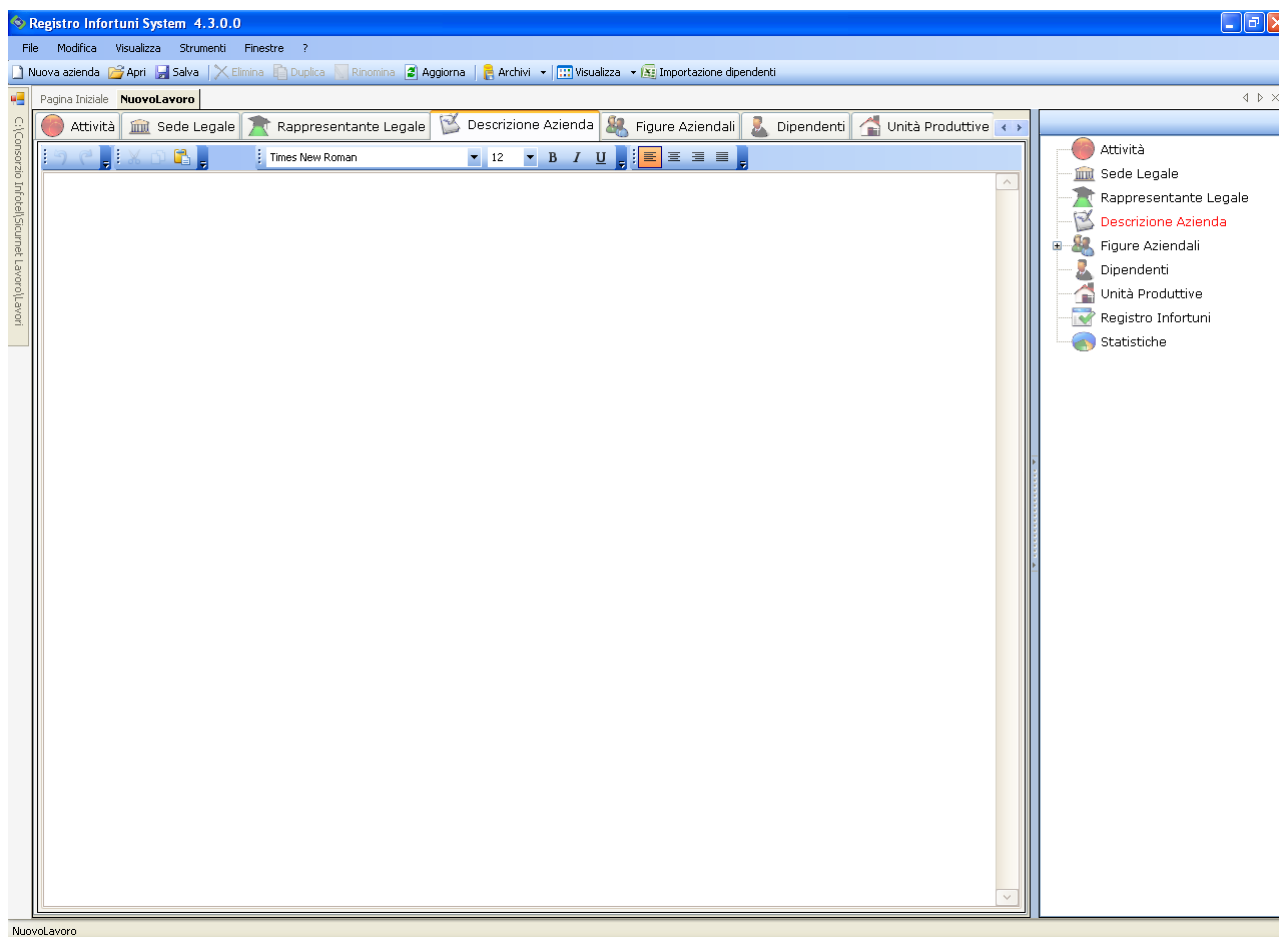 Registro Infortuni System 4.3.0.0
File Modifica Visualizza Strumenti Finestre ?
Nuova azienda Apri Salva Elimina Duplica Rinomina Aggiorna Archivi Visualizza Importazione dipendenti
Pagina Iniziale NuovoLavoro
C:\Consorzio Infotel\Sicurnet Lavoro\Lavori
Attività Sede Legale Rappresentante Legale Descrizione Azienda Figure Aziendali Dipendenti Unità Produttive
Times New Roman 12 B I U
Attività
Sede Legale
Rappresentante Legale
Descrizione Azienda
Figure Aziendali
Dipendenti
Unità Produttive
Registro Infortuni
Statistiche
NuovoLavoro